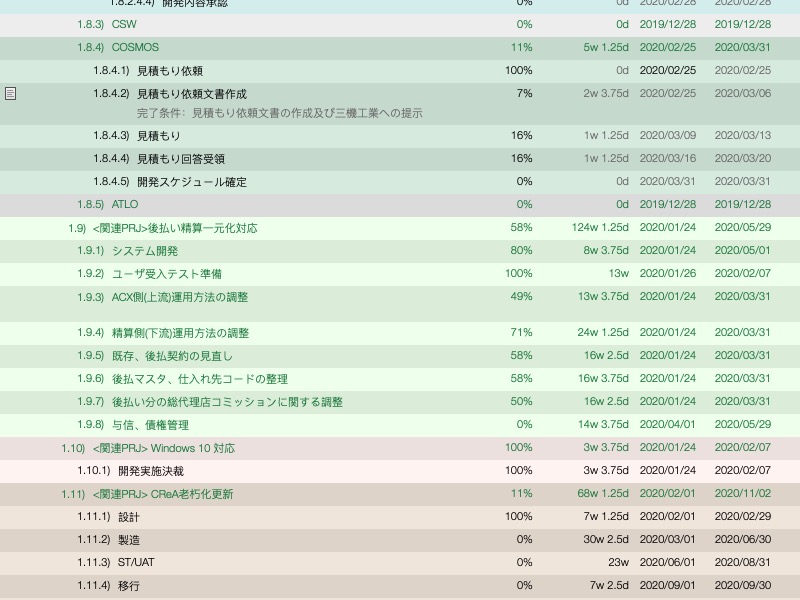 1.8.2.4.4) 開発内容承認 0% 0d 2020/02/28 2020/02/28
1.8.3) CSW 0% 0d 2019/12/28 2019/12/28
1.8.4) COSMOS 11% 5w 1.25d 2020/02/25 2020/03/31
1.8.4.1) 見積もり依頼 100% 0d 2020/02/25 2020/02/25
1.8.4.2) 見積もり依頼文書作成 7% 2w 3.75d 2020/02/25 2020/03/06
完了条件: 見積もり依頼文書の作成及び三機工業への提示
1.8.4.3) 見積もり 16% 1w 1.25d 2020/03/09 2020/03/13
1.8.4.4) 見積もり回答受領 16% 1w 1.25d 2020/03/16 2020/03/20
1.8.4.5) 開発スケジュール確定 0% 0d 2020/03/31 2020/03/31
1.8.5) ATLO 0% 0d 2019/12/28 2019/12/28
1.9) <関連PRJ>後払い精算一元化対応 58% 124w 1.25d 2020/01/24 2020/05/29
1.9.1) システム開発 80% 8w 3.75d 2020/01/24 2020/05/01
1.9.2) ユーザ受入テスト準備 100% 13w 2020/01/26 2020/02/07
1.9.3) ACX側(上流)運用方法の調整 49% 13w 3.75d 2020/01/24 2020/03/31
1.9.4) 精算側(下流)運用方法の調整 71% 24w 1.25d 2020/01/24 2020/03/31
1.9.5) 既存、後払契約の見直し 58% 16w 2.5d 2020/01/24 2020/03/31
1.9.6) 後払マスタ、仕入れ先コードの整理 58% 16w 3.75d 2020/01/24 2020/03/31
1.9.7) 後払い分の総代理店コミッションに関する調整 50% 16w 2.5d 2020/01/24 2020/03/31
1.9.8) 与信、債権管理 0% 14w 3.75d 2020/04/01 2020/05/29
1.10) <関連PRJ> Windows 10 対応 100% 3w 3.75d 2020/01/24 2020/02/07
1.10.1) 開発実施決裁 100% 3w 3.75d 2020/01/24 2020/02/07
1.11) <関連PRJ> CReA老朽化更新 11% 68w 1.25d 2020/02/01 2020/11/02
1.11.1) 設計 100% 7w 1.25d 2020/02/01 2020/02/29
1.11.2) 製造 0% 30w 2.5d 2020/03/01 2020/06/30
1.11.3) ST/UAT 0% 23w 2020/06/01 2020/08/31
1.11.4) 移行 0% 7w 2.5d 2020/09/01 2020/09/30